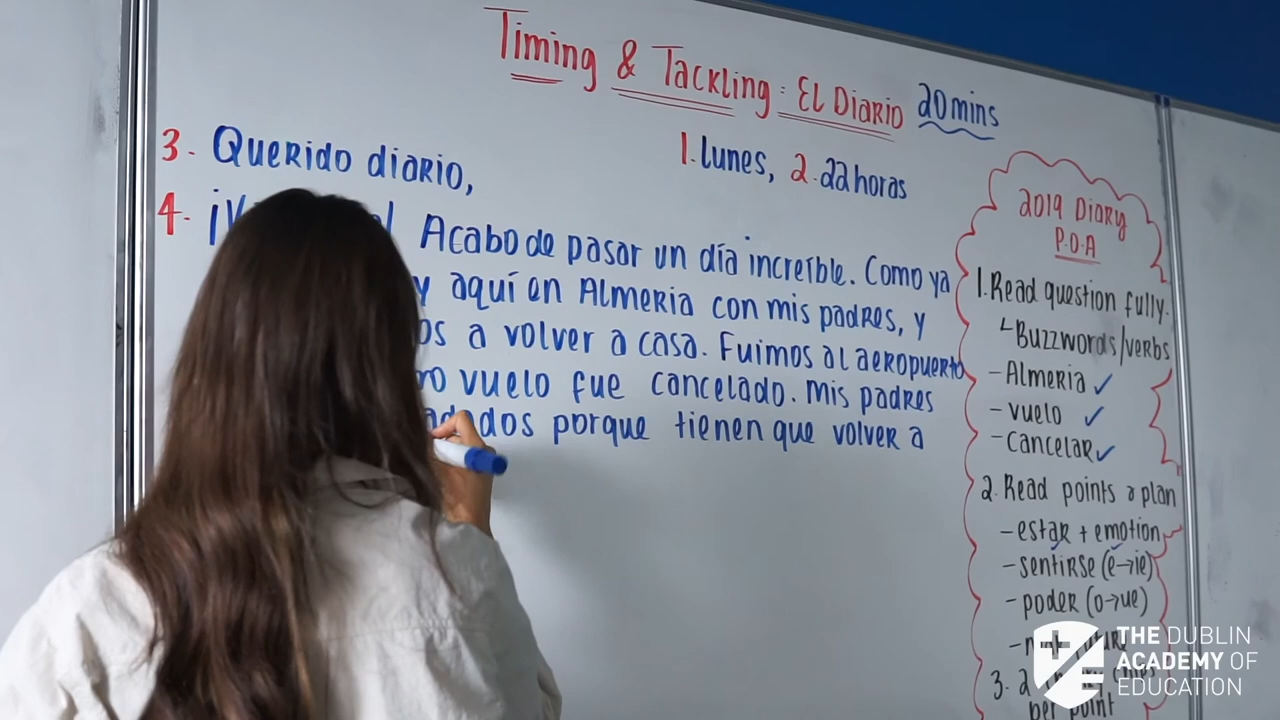 Timing & Tackling: El Diario 20 mins
1. Lunes, 2. 22 horas
3. Querido diario,
4. Acabo de pasar un día increíble. Como ya
aquí en Almeria con mis padres, y
a volver a casa. Fuimos al aeropuerto
vuelo fue cancelado. Mis padres
porque tienen que volver a
2019 Diary
P.O.A
1. Read question fully.
Buzzwords/verbs
- Almeria ✓
- vuelo ✓
- cancelar ✓
2. Read points & plan
- estar + emotion
- sentirse (e→ie)
- poder (o→ue)
3. 2
per point
THE DUBLIN
ACADEMY OF
EDUCATION